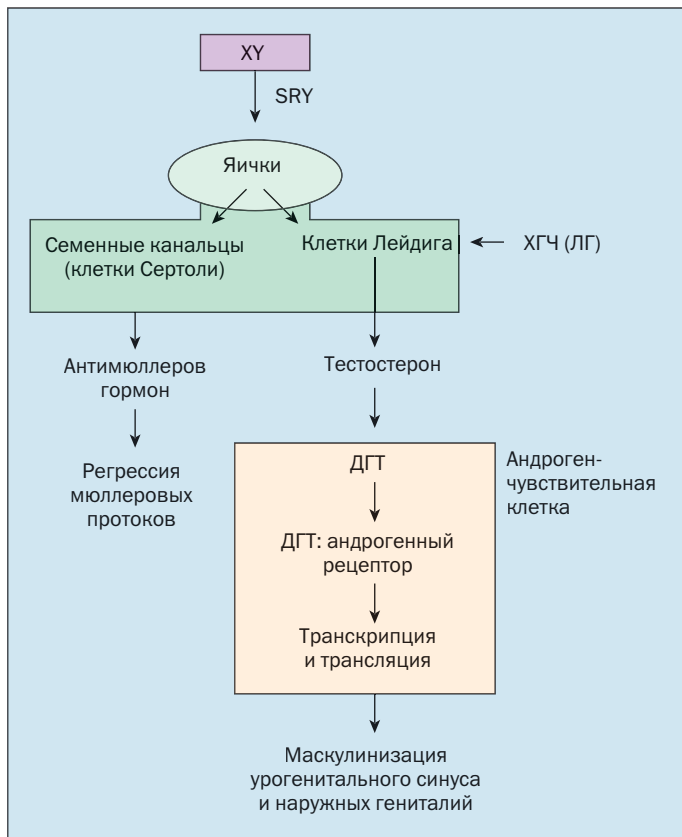 XY
SRY
Яички
Семенные канальцы
(клетки Сертоли)
Клетки Лейдига
ХГЧ (ЛГ)
Антимюллеров
гормон
Тестостерон
Регрессия
мюллеровых
протоков
ДГТ
Андроген-
чувствительная
клетка
ДГТ: андрогенный
рецептор
Транскрипция
и трансляция
Маскулинизация
урогенитального синуса
и наружных гениталий